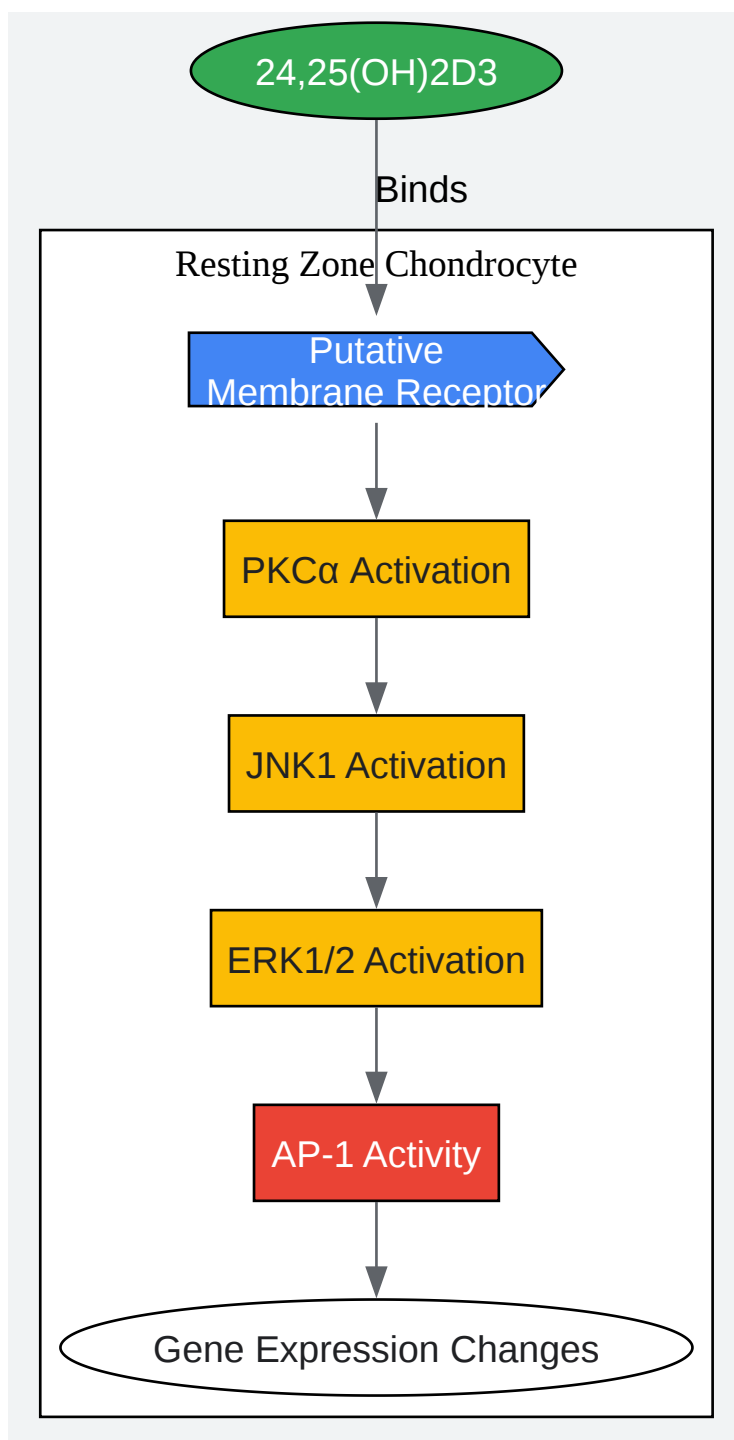 24,25(OH)2D3
Binds
Resting Zone Chondrocyte
Putative
Membrane Receptor
PKCα Activation
JNK1 Activation
ERK1/2 Activation
AP-1 Activity
Gene Expression Changes